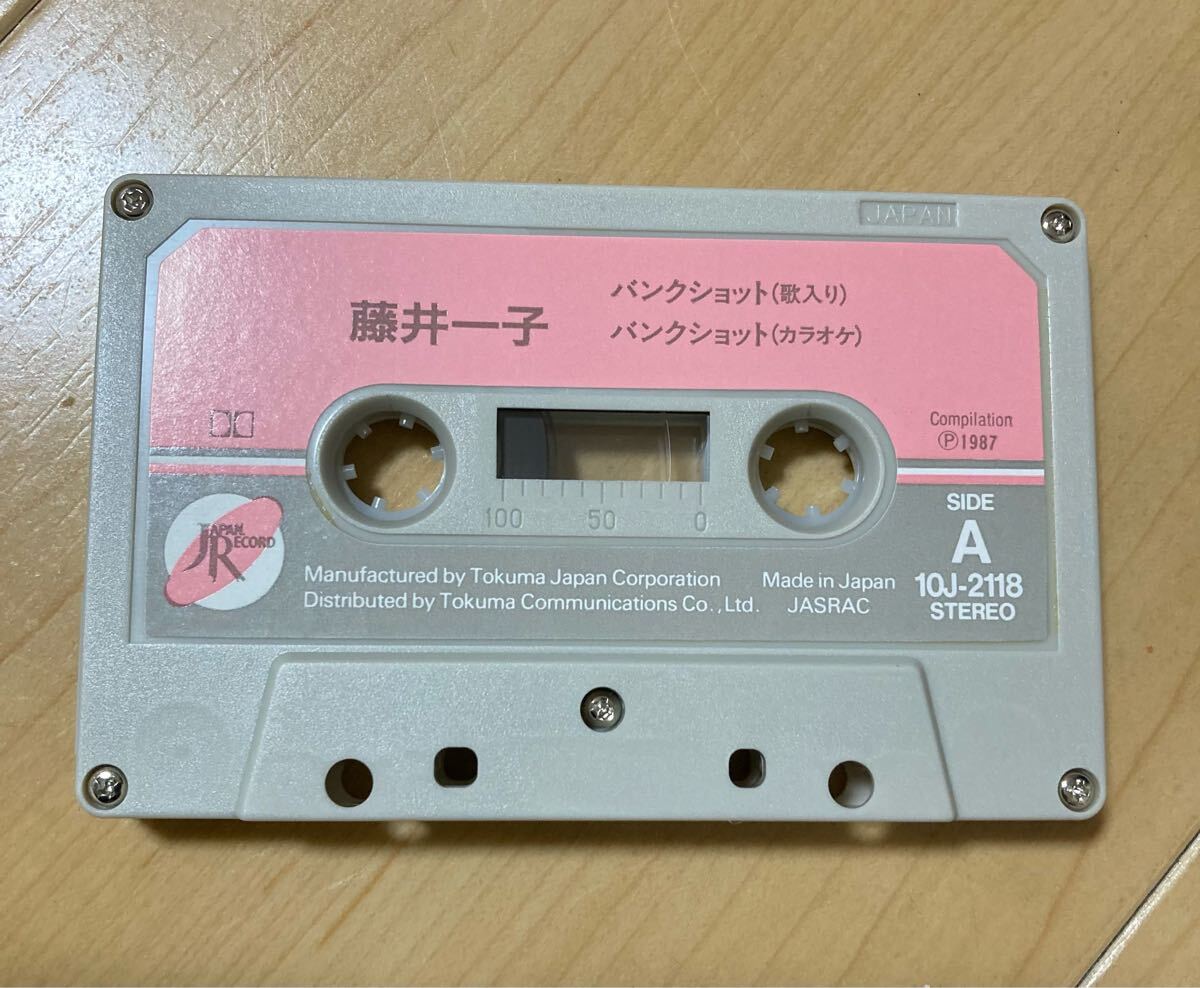 JAPAN
藤井一子
バンクショット(歌入り)
バンクショット(カラオケ)
Compilation
Ⓟ1987
JAPAN
RECORD
100 50 0
SIDE
A
10J-2118
STEREO
Manufactured by Tokuma Japan Corporation
Distributed by Tokuma Communications Co.,Ltd.
Made in Japan
JASRAC